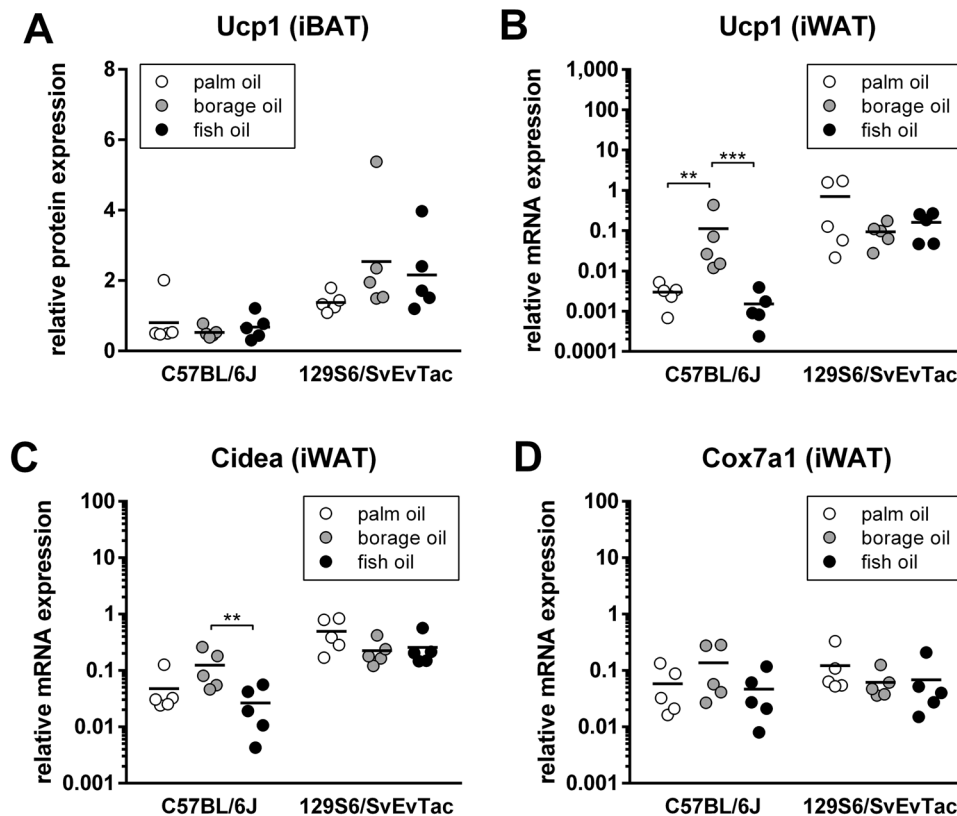 A
Ucp1 (iBAT)
relative protein expression
8
6
4
2
0
palm oil
borage oil
fish oil
C57BL/6J
129S6/SvEvTac
B
Ucp1 (iWAT)
relative mRNA expression
1,000
100
10
1
0.1
0.01
0.001
0.0001
palm oil
borage oil
fish oil
**
***
C57BL/6J
129S6/SvEvTac
C
Cidea (iWAT)
relative mRNA expression
100
10
1
0.1
0.01
0.001
palm oil
borage oil
fish oil
**
C57BL/6J
129S6/SvEvTac
D
Cox7a1 (iWAT)
relative mRNA expression
100
10
1
0.1
0.01
0.001
palm oil
borage oil
fish oil
C57BL/6J
129S6/SvEvTac